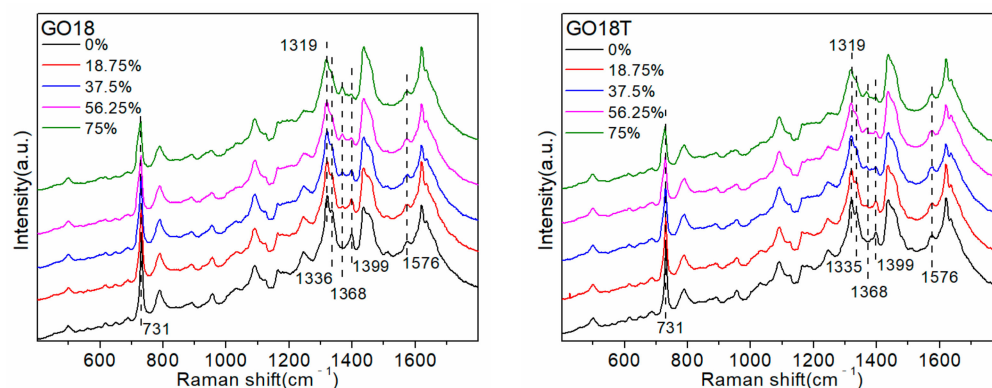 GO18
0%
18.75%
37.5%
56.25%
75%
1319
1336
1399
1576
1368
731
Intensity(a.u.)
600 800 1000 1200 1400 1600
Raman shift(cm⁻¹)
GO18T
0%
18.75%
37.5%
56.25%
75%
1319
1335
1399
1576
1368
731
Intensity(a.u.)
600 800 1000 1200 1400 1600
Raman shift(cm⁻¹)